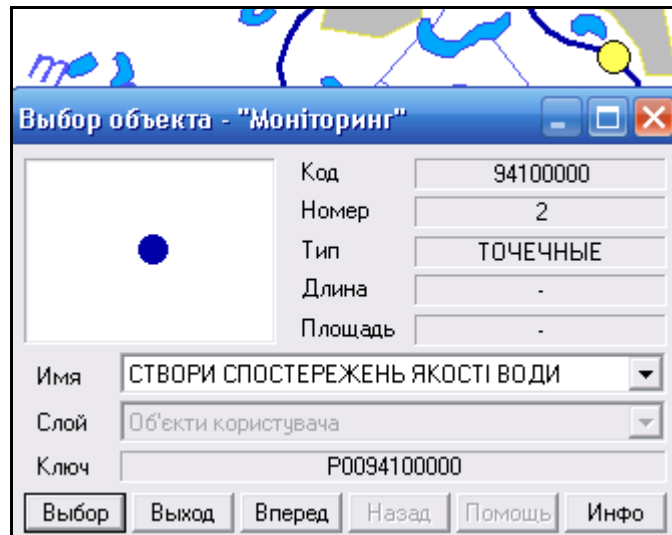 m
Выбор объекта - "Моніторинг"
Код 94100000
Номер 2
Тип ТОЧЕЧНЫЕ
Длина -
Площадь -
Имя СТВОРИ СПОСТЕРЕЖЕНЬ ЯКОСТІ ВОДИ
Слой Об'єкти користувача
Ключ P0094100000
Выбор Выход Вперед Назад Помощь Инфо